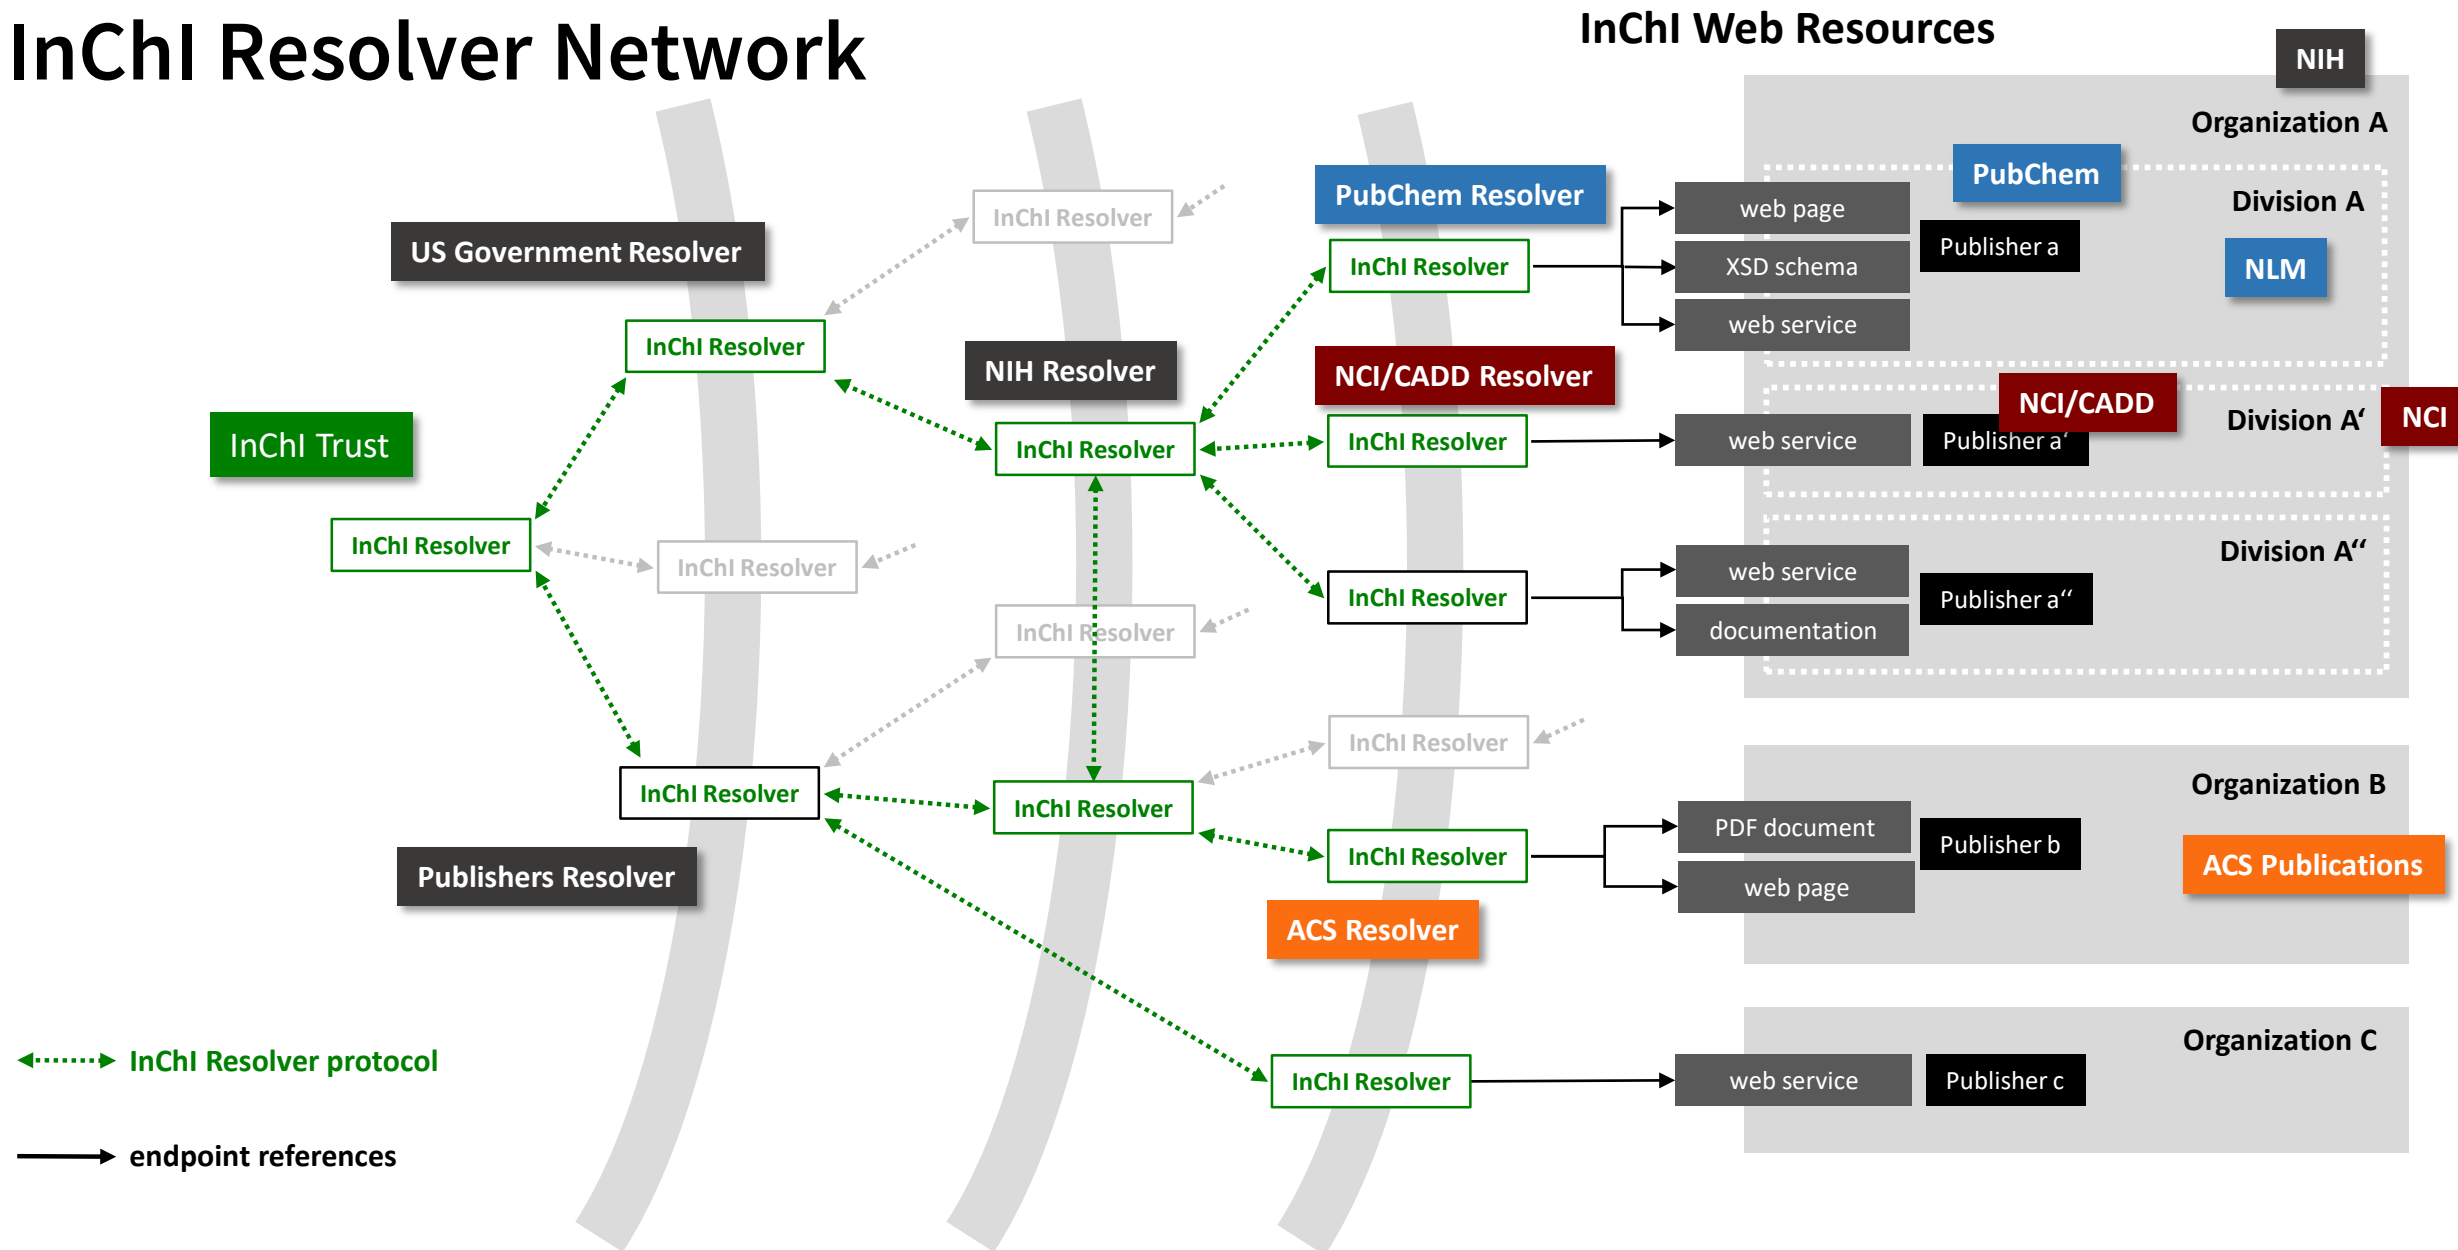 InChI Resolver Network
InChI Web Resources
NIH
Organization A
PubChem
Division A
NLM
PubChem Resolver
web page
Publisher a
XSD schema
web service
InChI Resolver
InChI Resolver
US Government Resolver
InChI Resolver
NIH Resolver
InChI Resolver
NCI/CADD Resolver
InChI Resolver
web service
NCI/CADD
Publisher a‘
Division A‘
NCI
InChI Trust
InChI Resolver
InChI Resolver
InChI Resolver
InChI Resolver
web service
documentation
Publisher a“
Division A“
InChI Resolver
InChI Resolver
InChI Resolver
Publishers Resolver
InChI Resolver
ACS Resolver
PDF document
web page
Publisher b
Organization B
ACS Publications
InChI Resolver
web service
Publisher c
Organization C
InChI Resolver protocol
endpoint references